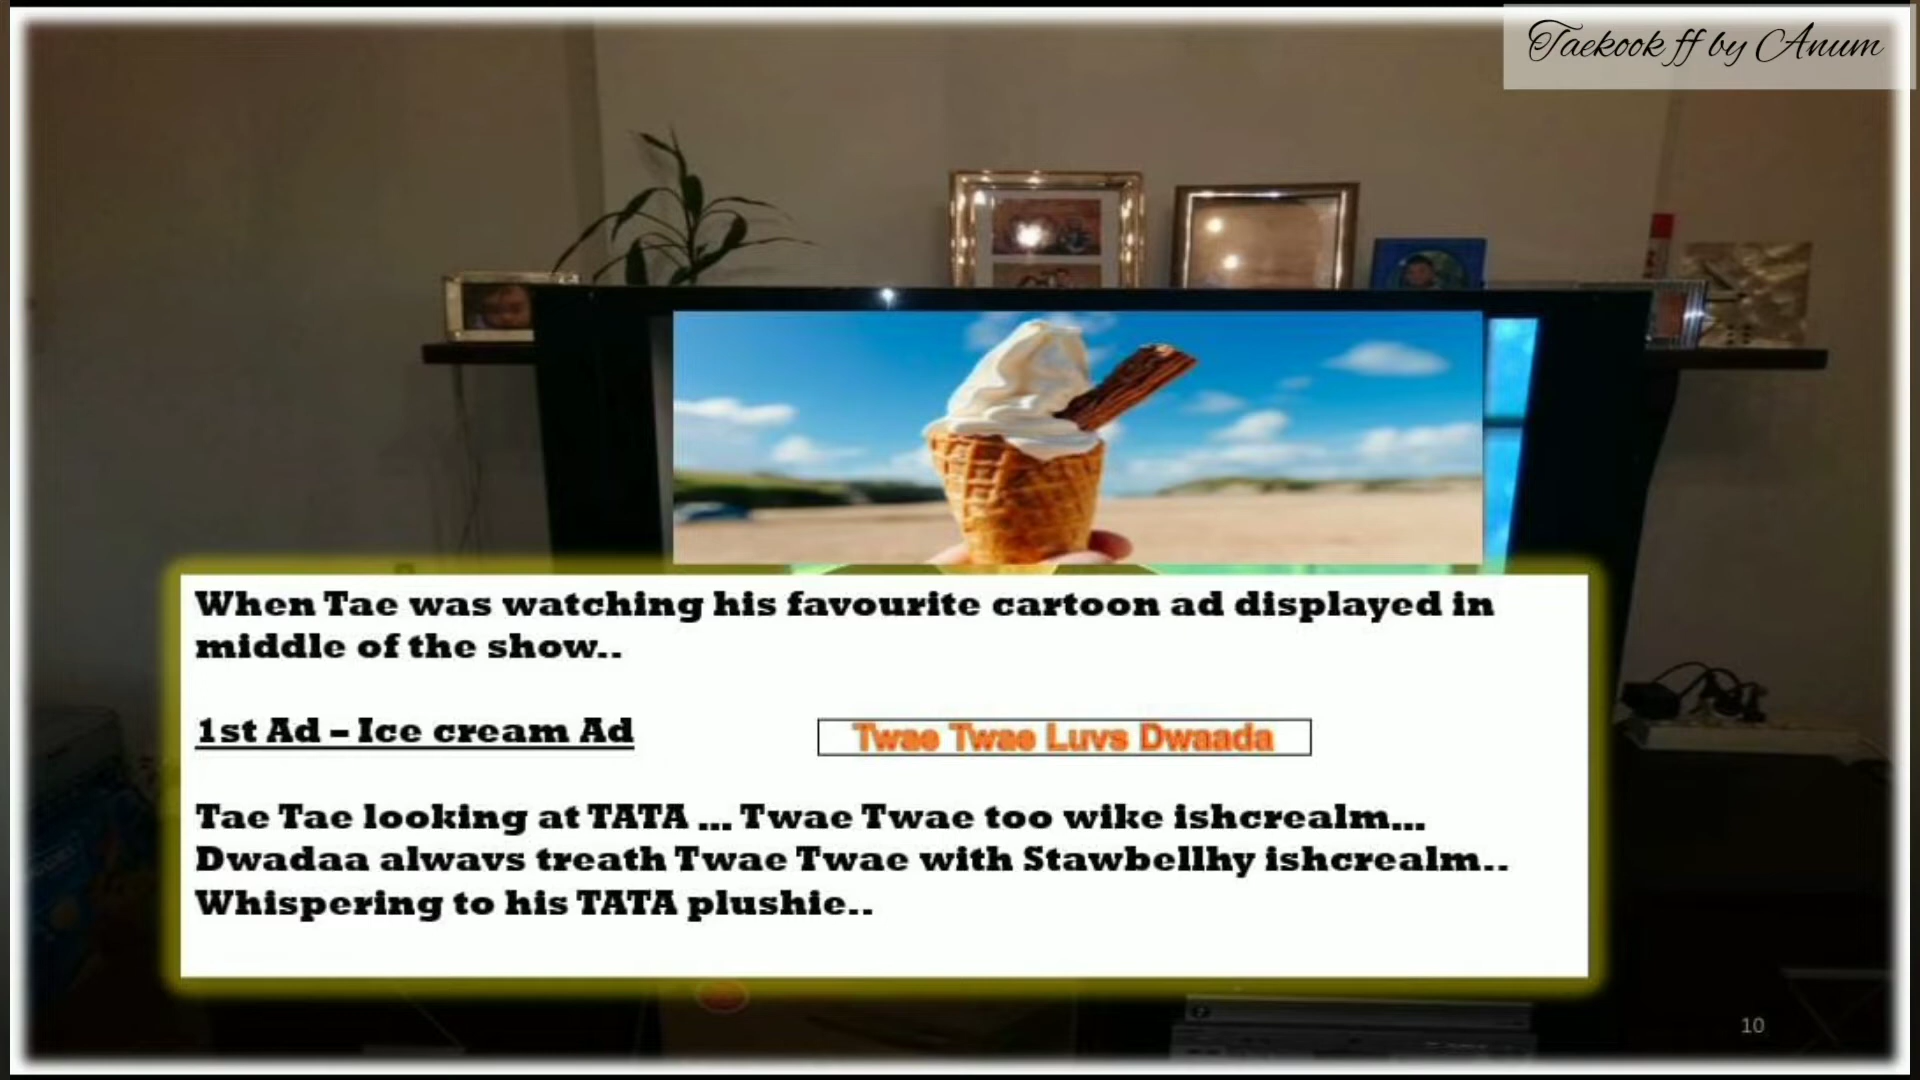 Taekook ff by Anum
When Tae was watching his favourite cartoon ad displayed in
middle of the show..
1st Ad – Ice cream Ad
Twae Twae Luvs Dwaada
Tae Tae looking at TATA ... Twae Twae too wike ishcrealm...
Dwadaa always treath Twae Twae with Stawbellhy ishcrealm..
Whispering to his TATA plushie..
10